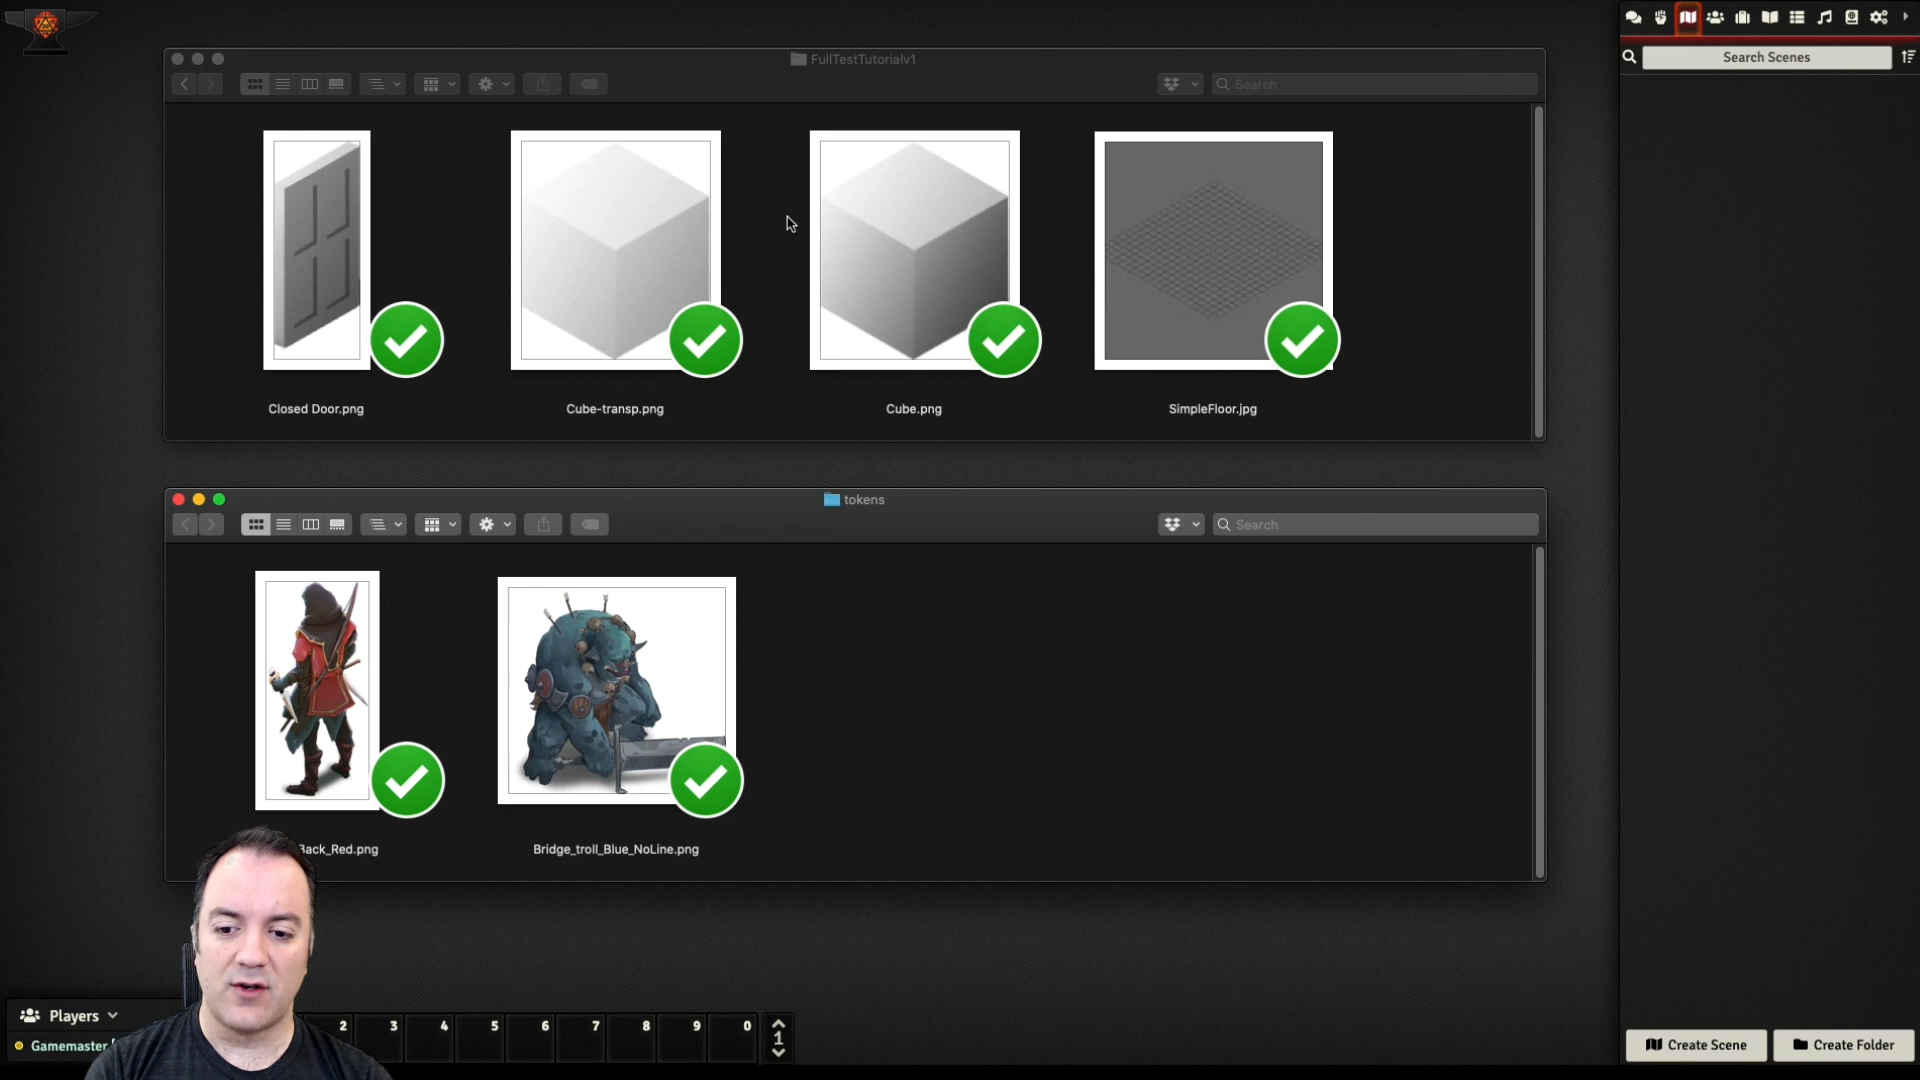 FullTestTutorialv1
Search Scenes
Search
Closed Door.png
Cube-transp.png
Cube.png
SimpleFloor.jpg
tokens
Search
Back_Red.png
Bridge_troll_Blue_NoLine.png
Players
Gamemaster
2 3 4 5 6 7 8 9 0
1
Create Scene
Create Folder